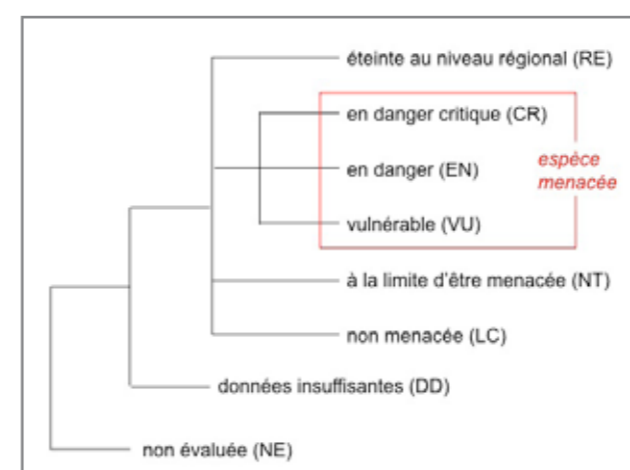 éteinte au niveau régional (RE)
en danger critique (CR)
espèce
menacée
en danger (EN)
vulnérable (VU)
à la limite d'être menacée (NT)
non menacée (LC)
données insuffisantes (DD)
non évaluée (NE)